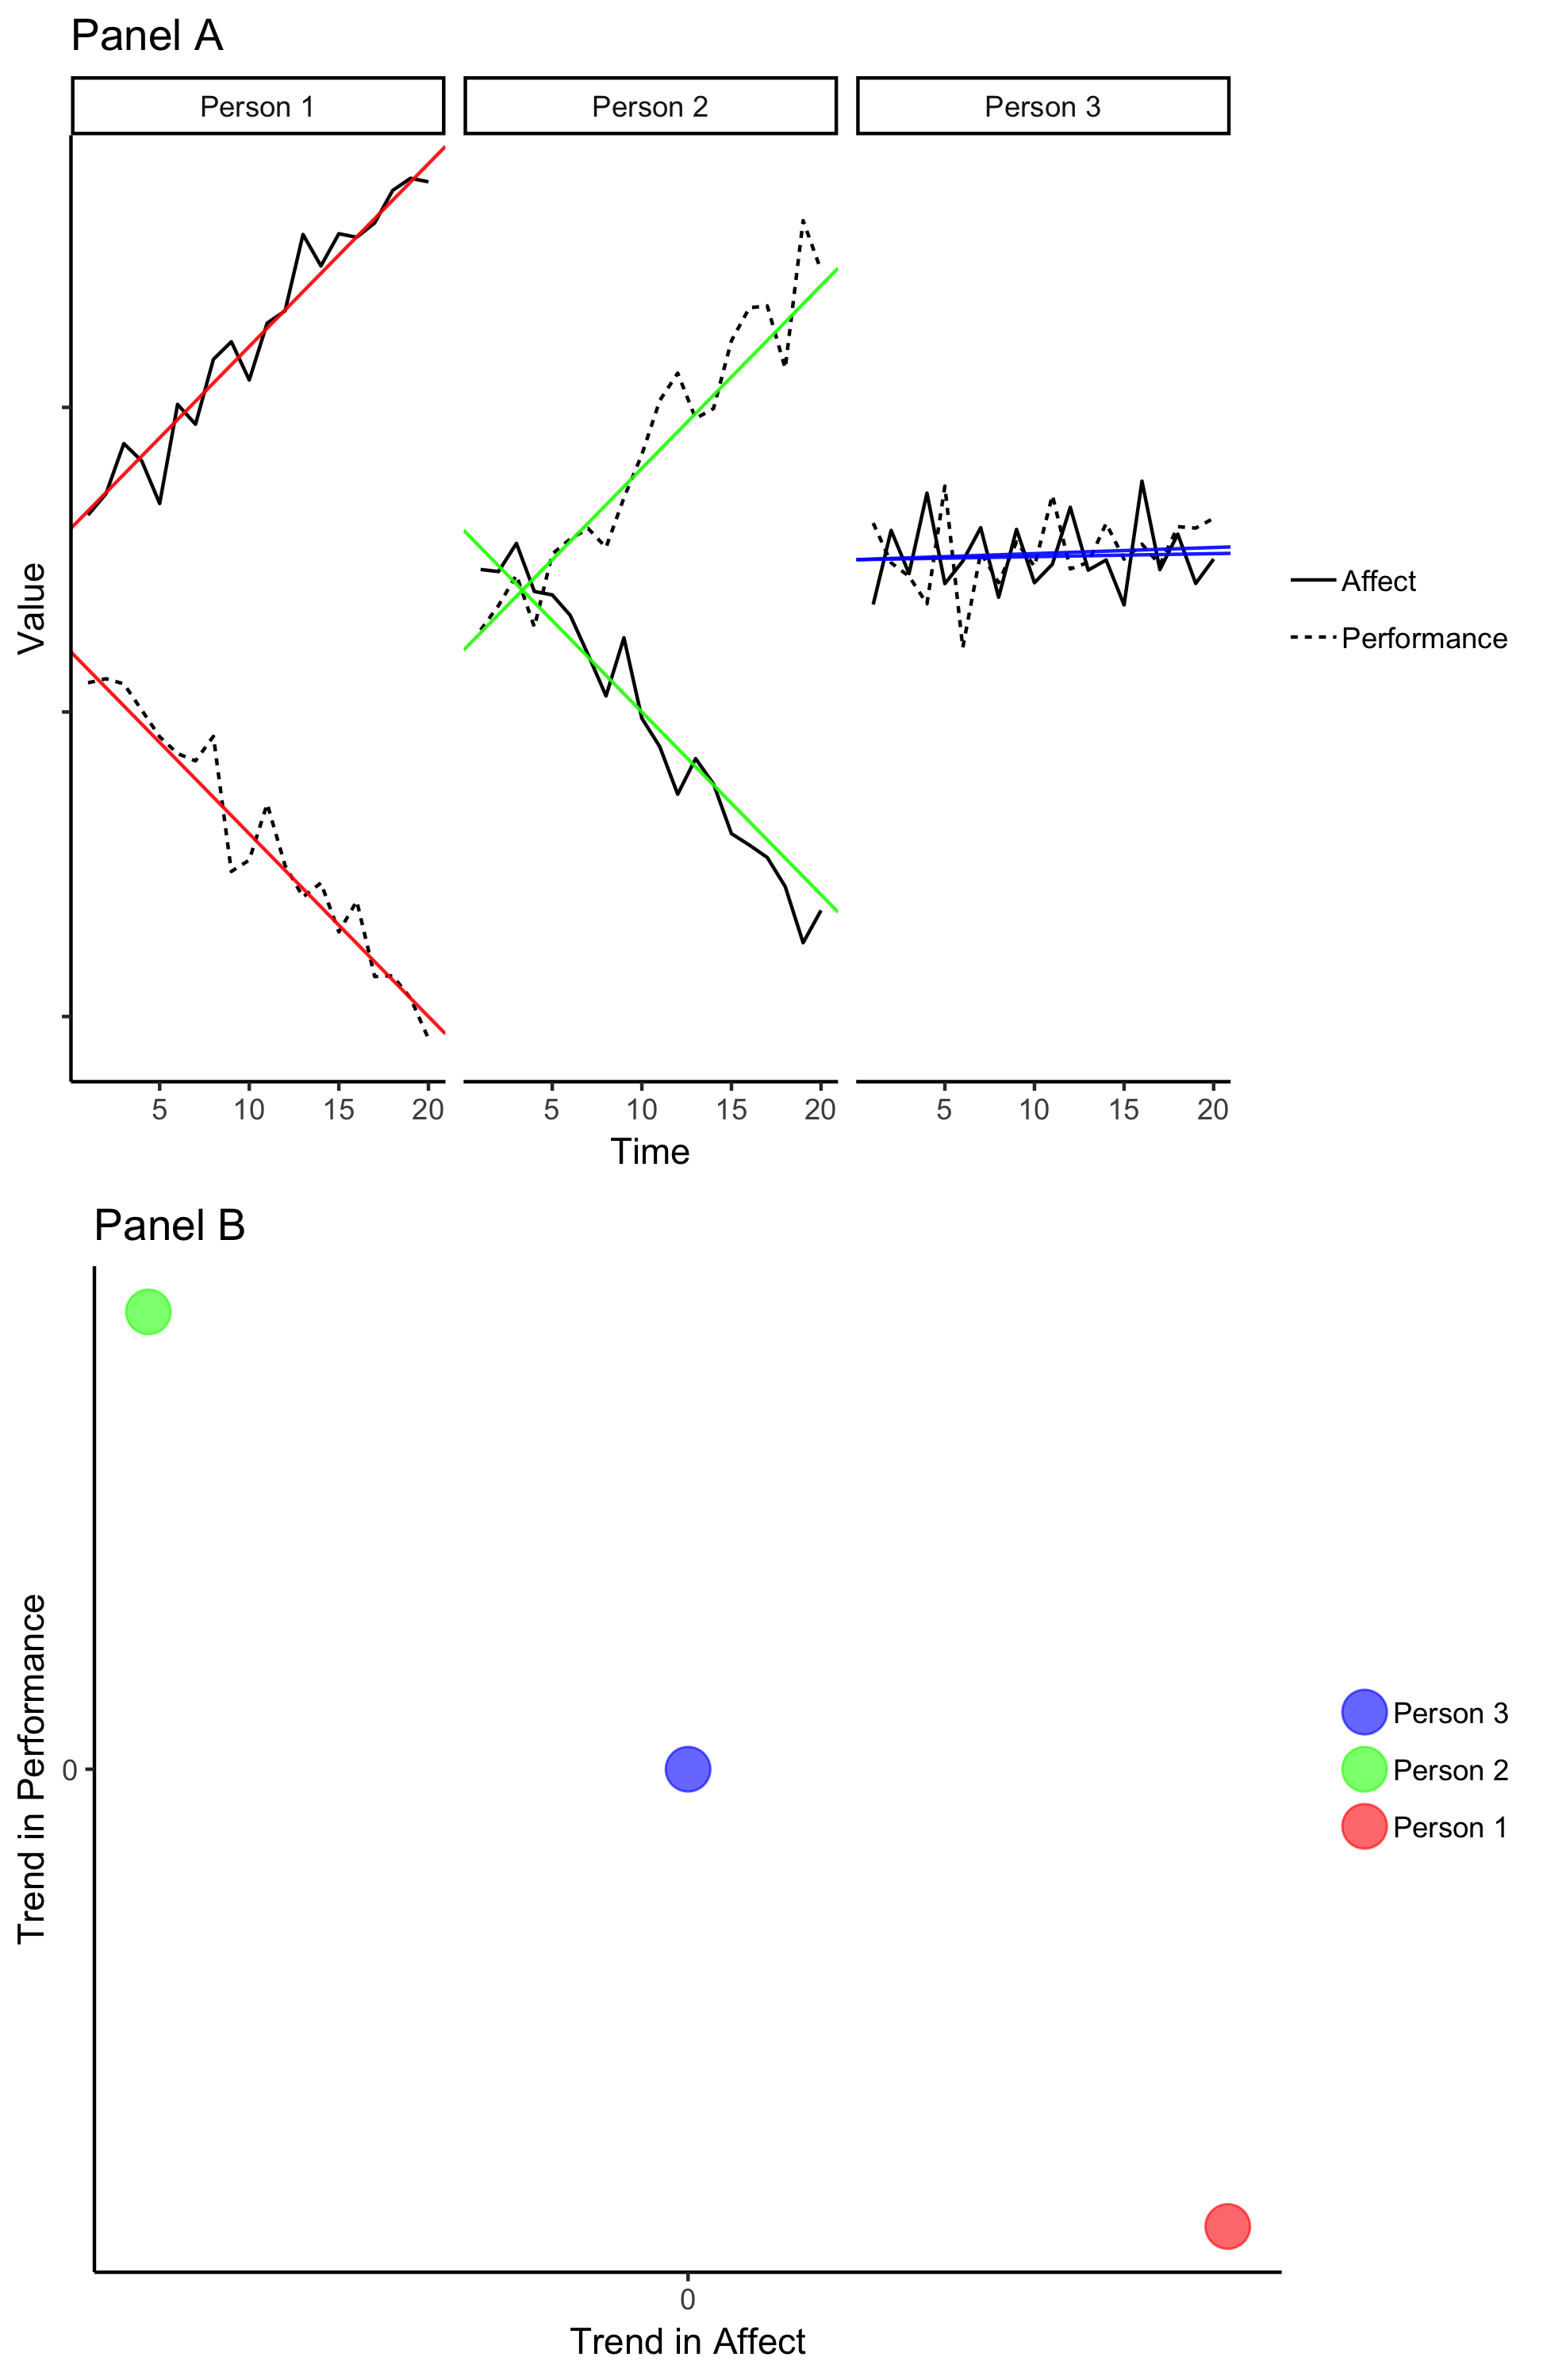 Panel A
Person 1
Person 2
Person 3
Value
Affect
Performance
5 10 15 20
5 10 15 20
5 10 15 20
Time
Panel B
Trend in Performance
0
Person 3
Person 2
Person 1
0
Trend in Affect